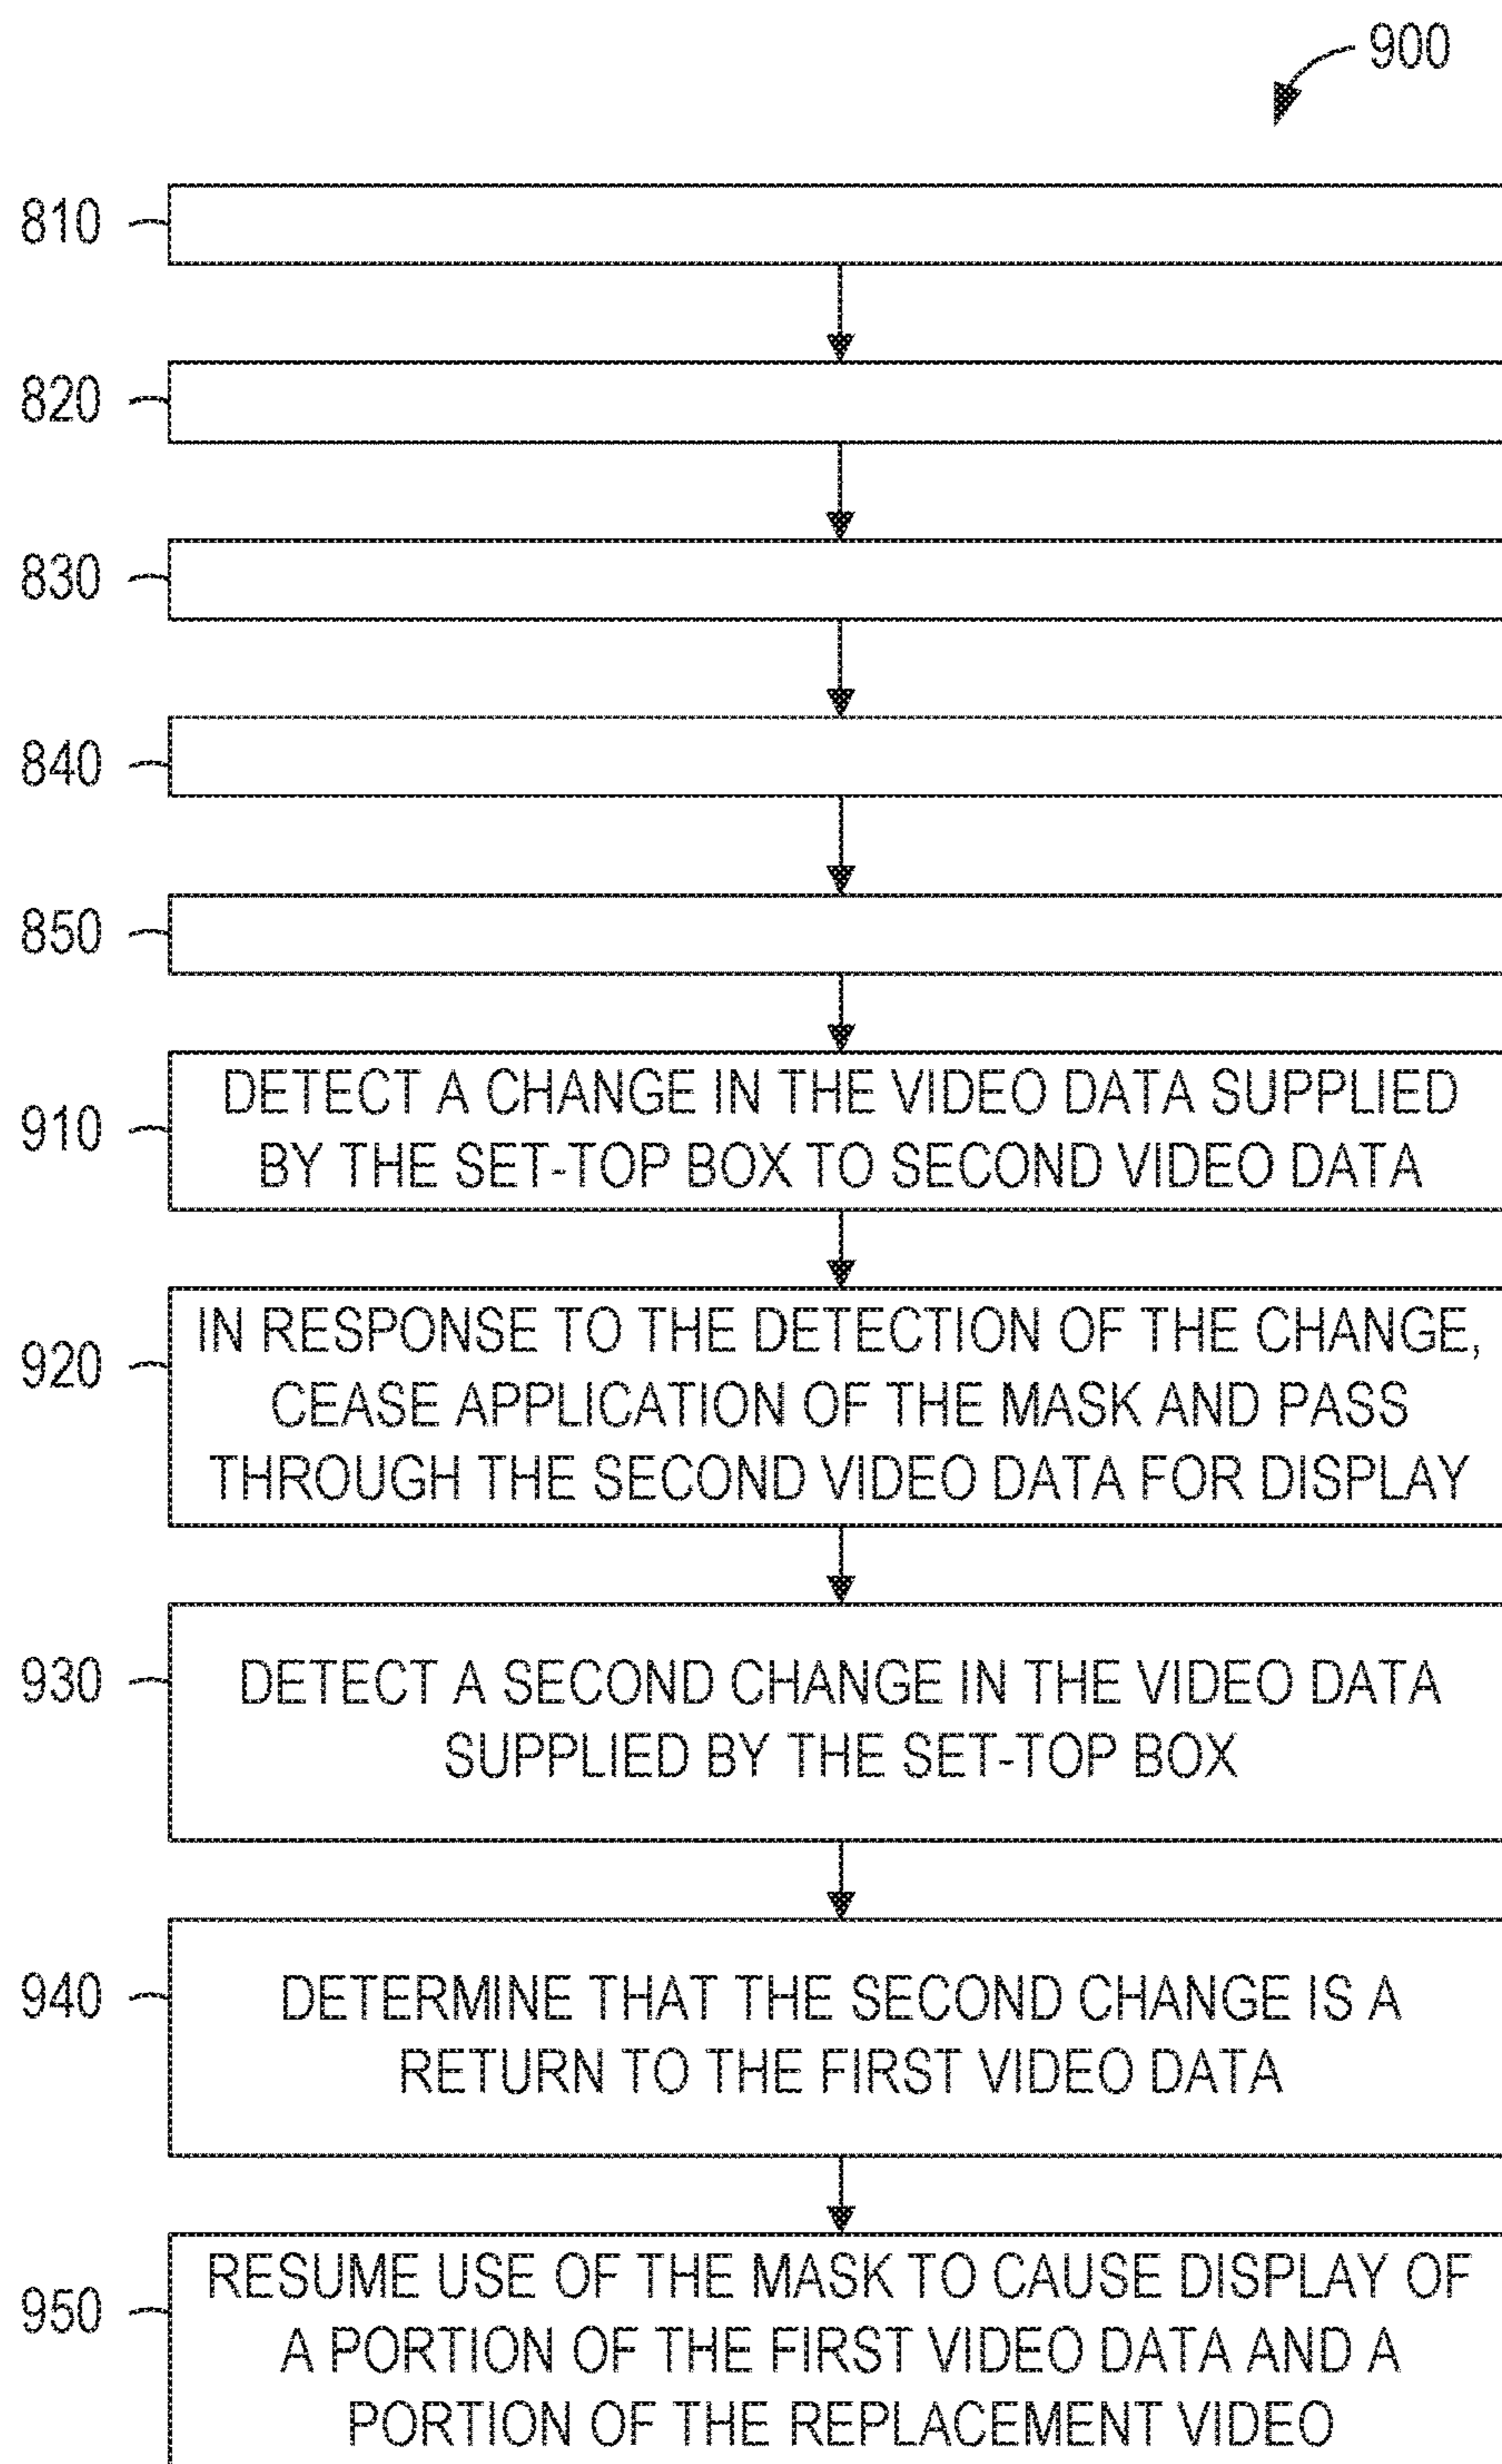 900
810
820
830
840
850
910
DETECT A CHANGE IN THE VIDEO DATA SUPPLIED
BY THE SET-TOP BOX TO SECOND VIDEO DATA
920
IN RESPONSE TO THE DETECTION OF THE CHANGE,
CEASE APPLICATION OF THE MASK AND PASS
THROUGH THE SECOND VIDEO DATA FOR DISPLAY
930
DETECT A SECOND CHANGE IN THE VIDEO DATA
SUPPLIED BY THE SET-TOP BOX
940
DETERMINE THAT THE SECOND CHANGE IS A
RETURN TO THE FIRST VIDEO DATA
950
RESUME USE OF THE MASK TO CAUSE DISPLAY OF
A PORTION OF THE FIRST VIDEO DATA AND A
PORTION OF THE REPLACEMENT VIDEO